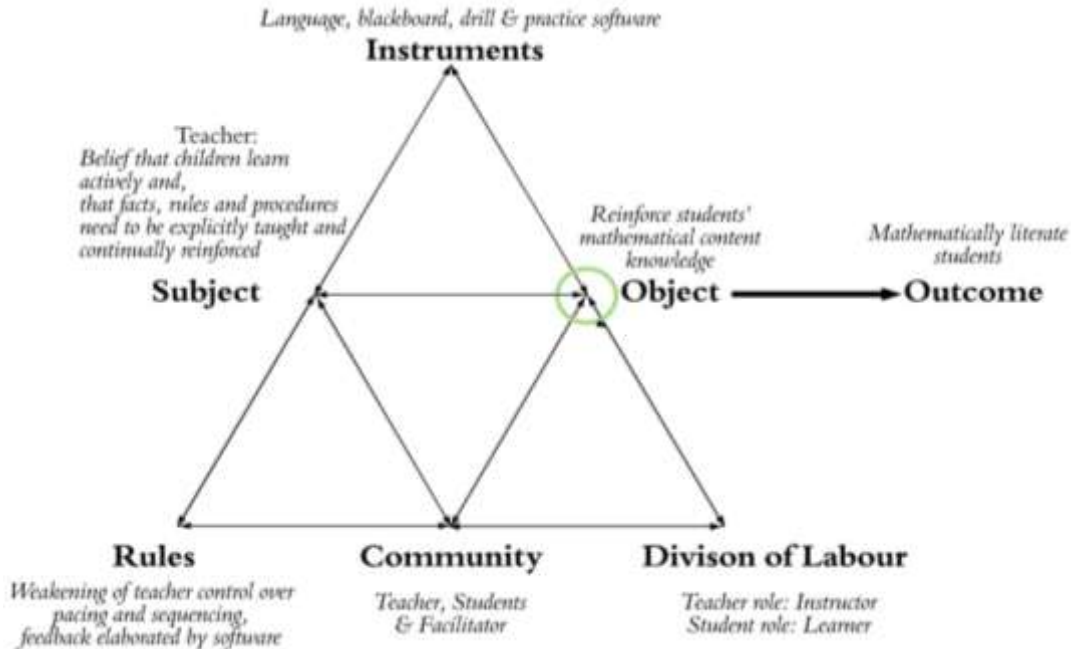 Language, blackboard, drill & practice software
Instruments
Teacher:
Belief that children learn
actively and,
that facts, rules and procedures
need to be explicitly taught and
continually reinforced
Subject
Reinforce students'
mathematical content
knowledge
Object
Mathematically literate
students
Outcome
Rules
Weakening of teacher control over
pacing and sequencing,
feedback elaborated by software
Community
Teacher, Students
& Facilitator
Divison of Labour
Teacher role: Instructor
Student role: Learner